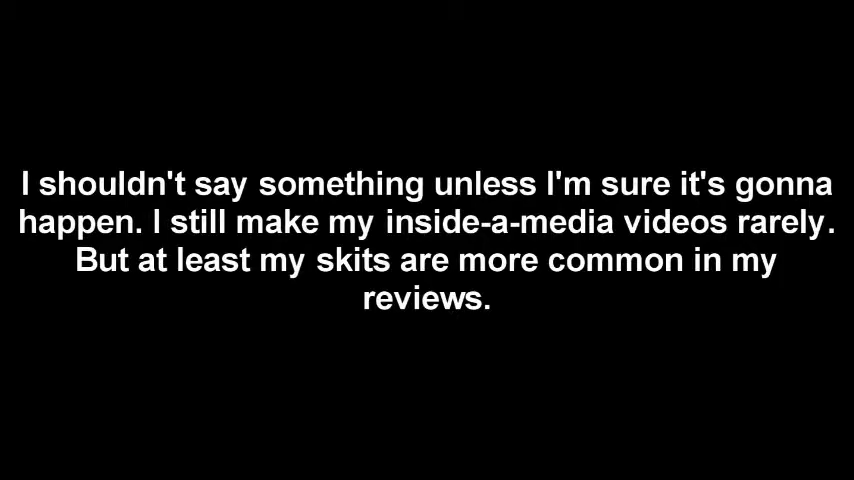 I shouldn't say something unless I'm sure it's gonna
happen. I still make my inside-a-media videos rarely.
But at least my skits are more common in my
reviews.